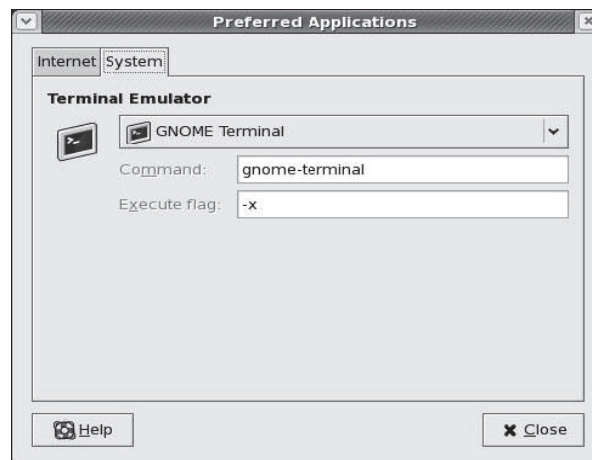 Preferred Applications
Internet System
Terminal Emulator
GNOME Terminal
Command: gnome-terminal
Execute flag: -x
Help Close